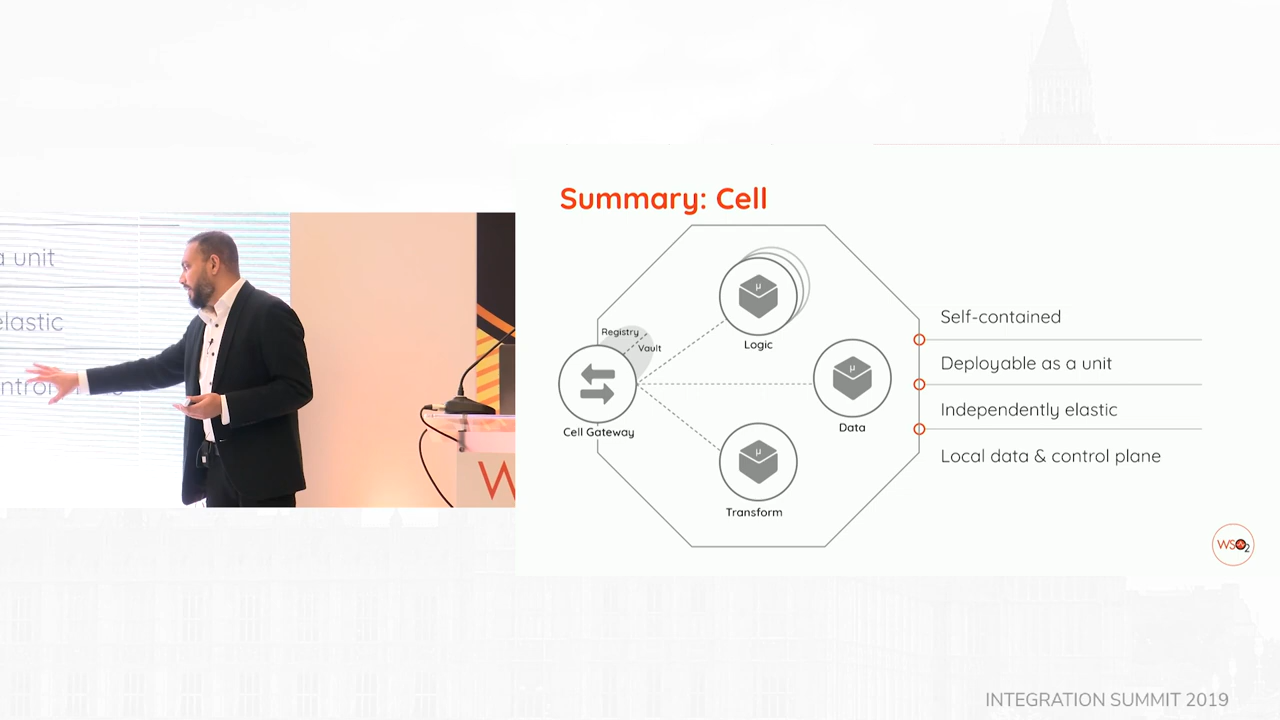 a unit
elastic
ntrol
W
Summary: Cell
μ
Logic
Registry
Vault
Cell Gateway
μ
Data
μ
Transform
Self-contained
Deployable as a unit
Independently elastic
Local data & control plane
WSO2
INTEGRATION SUMMIT 2019